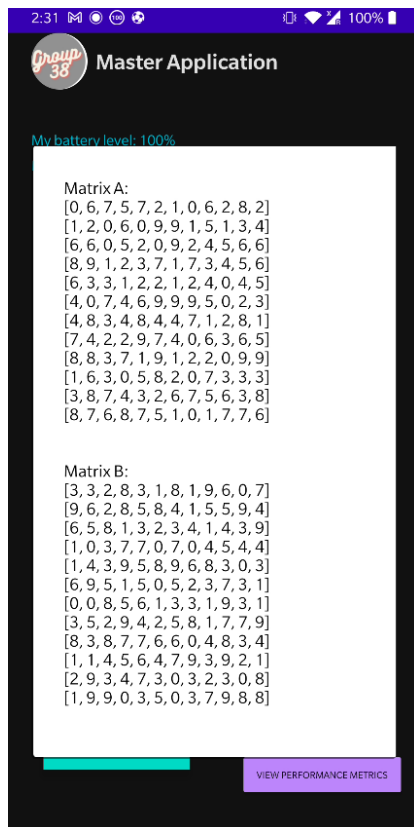 2:31 100%
Group
38
Master Application
My battery level: 100%
Matrix A:
[0, 6, 7, 5, 7, 2, 1, 0, 6, 2, 8, 2]
[1, 2, 0, 6, 0, 9, 9, 1, 5, 1, 3, 4]
[6, 6, 0, 5, 2, 0, 9, 2, 4, 5, 6, 6]
[8, 9, 1, 2, 3, 7, 1, 7, 3, 4, 5, 6]
[6, 3, 3, 1, 2, 2, 1, 2, 4, 0, 4, 5]
[4, 0, 7, 4, 6, 9, 9, 9, 5, 0, 2, 3]
[4, 8, 3, 4, 8, 4, 4, 7, 1, 2, 8, 1]
[7, 4, 2, 2, 9, 7, 4, 0, 6, 3, 6, 5]
[8, 8, 3, 7, 1, 9, 1, 2, 2, 0, 9, 9]
[1, 6, 3, 0, 5, 8, 2, 0, 7, 3, 3, 3]
[3, 8, 7, 4, 3, 2, 6, 7, 5, 6, 3, 8]
[8, 7, 6, 8, 7, 5, 1, 0, 1, 7, 7, 6]
Matrix B:
[3, 3, 2, 8, 3, 1, 8, 1, 9, 6, 0, 7]
[9, 6, 2, 8, 5, 8, 4, 1, 5, 5, 9, 4]
[6, 5, 8, 1, 3, 2, 3, 4, 1, 4, 3, 9]
[1, 0, 3, 7, 7, 0, 7, 0, 4, 5, 4, 4]
[1, 4, 3, 9, 5, 8, 9, 6, 8, 3, 0, 3]
[6, 9, 5, 1, 5, 0, 5, 2, 3, 7, 3, 1]
[0, 0, 8, 5, 6, 1, 3, 3, 1, 9, 3, 1]
[3, 5, 2, 9, 4, 2, 5, 8, 1, 7, 7, 9]
[8, 3, 8, 7, 7, 6, 6, 0, 4, 8, 3, 4]
[1, 1, 4, 5, 6, 4, 7, 9, 3, 9, 2, 1]
[2, 9, 3, 4, 7, 3, 0, 3, 2, 3, 0, 8]
[1, 9, 9, 0, 3, 5, 0, 3, 7, 9, 8, 8]
VIEW PERFORMANCE METRICS